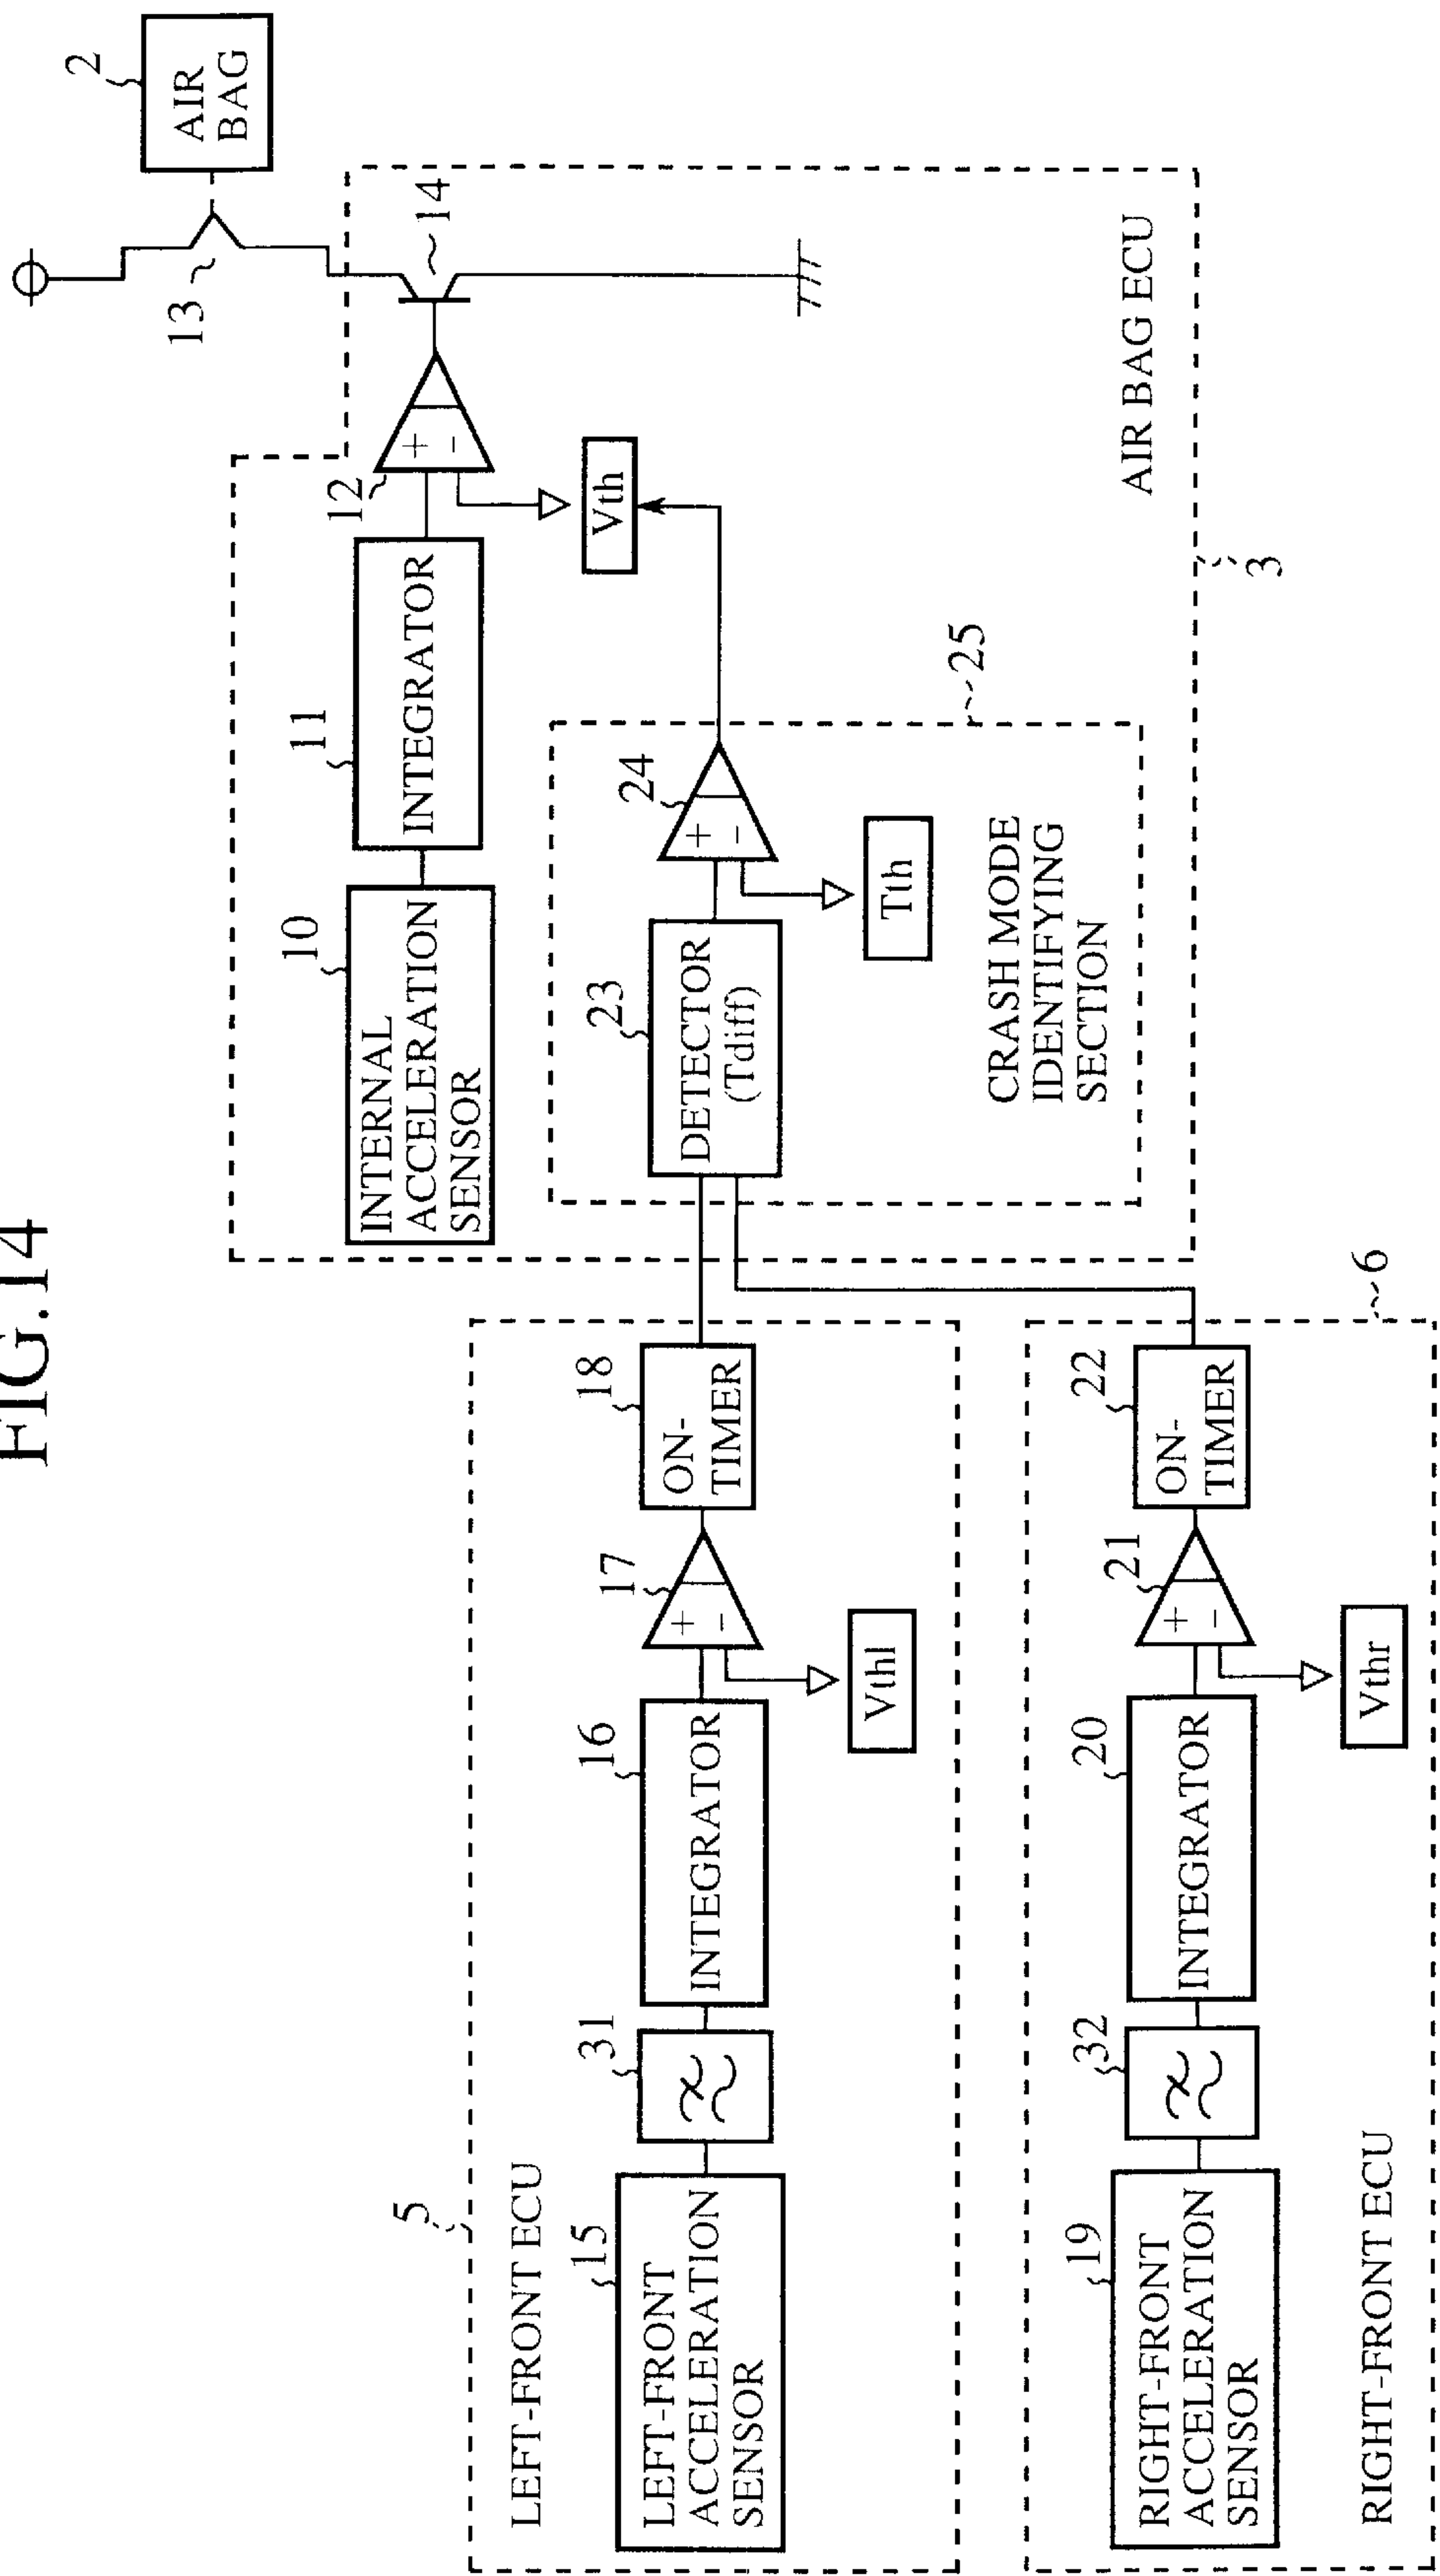 FIG.14
2
AIR
BAG
13
14
12
+
-
Vth
11
INTEGRATOR
10
INTERNAL
ACCELERATION
SENSOR
AIR BAG ECU
3
25
24
+
-
Tth
23
DETECTOR
(Tdiff)
CRASH MODE
IDENTIFYING
SECTION
5
LEFT-FRONT ECU
15
LEFT-FRONT
ACCELERATION
SENSOR
31
16
INTEGRATOR
17
+
-
Vthl
18
ON-
TIMER
6
RIGHT-FRONT ECU
19
RIGHT-FRONT
ACCELERATION
SENSOR
32
20
INTEGRATOR
21
+
-
Vthr
22
ON-
TIMER